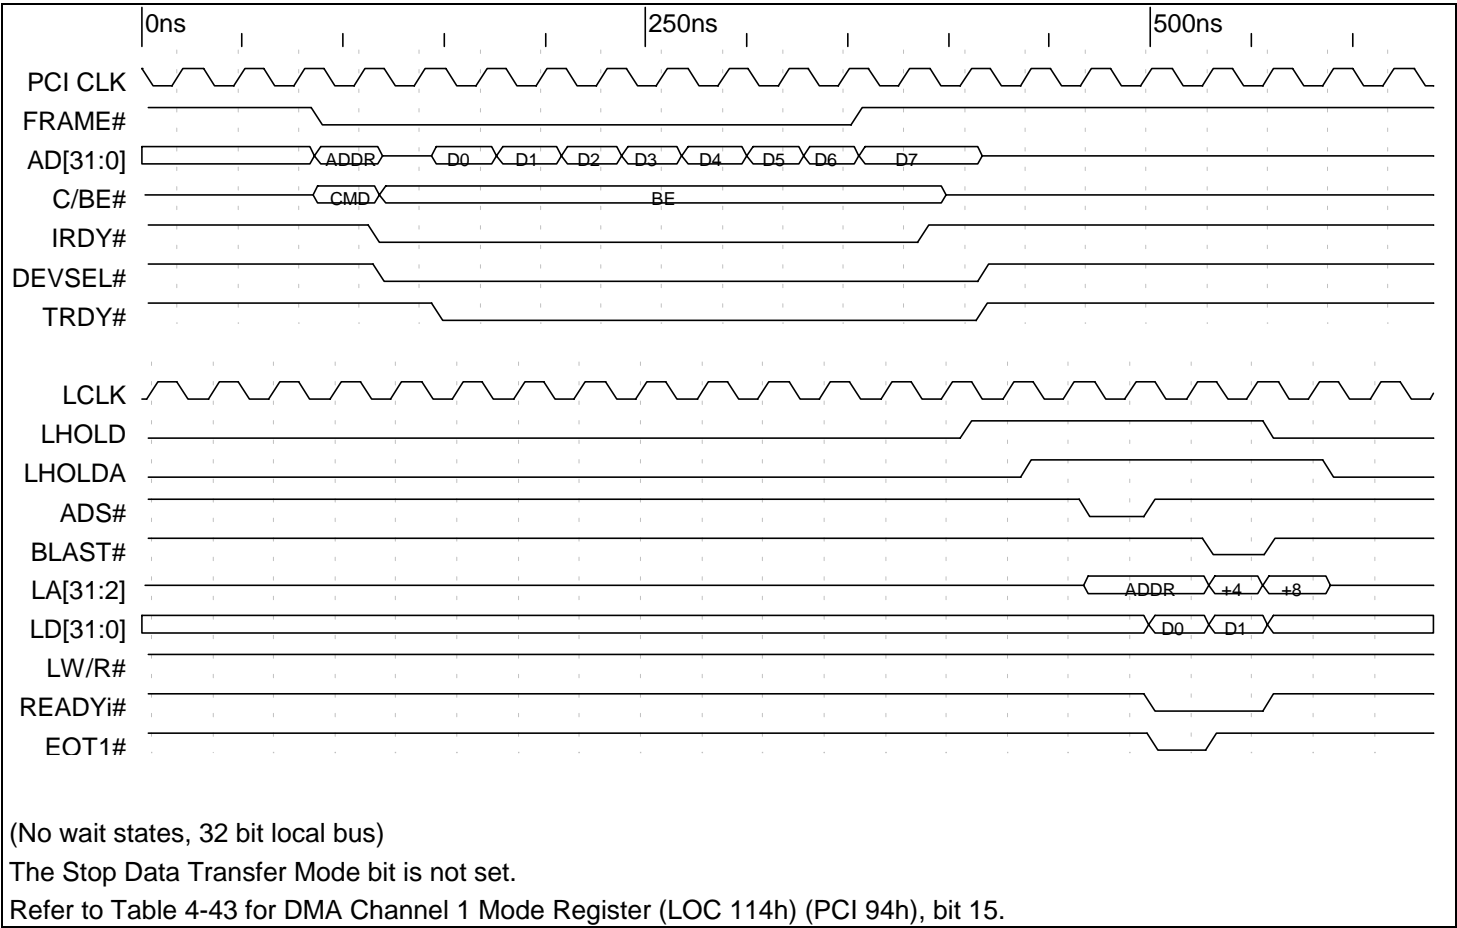 0ns 250ns 500ns
PCI CLK
FRAME#
AD[31:0] ADDR D0 D1 D2 D3 D4 D5 D6 D7
C/BE# CMD BE
IRDY#
DEVSEL#
TRDY#
LCLK
LHOLD
LHOLDA
ADS#
BLAST#
LA[31:2] ADDR +4 +8
LD[31:0] D0 D1
LW/R#
READYi#
EOT1#
(No wait states, 32 bit local bus)
The Stop Data Transfer Mode bit is not set.
Refer to Table 4-43 for DMA Channel 1 Mode Register (LOC 114h) (PCI 94h), bit 15.